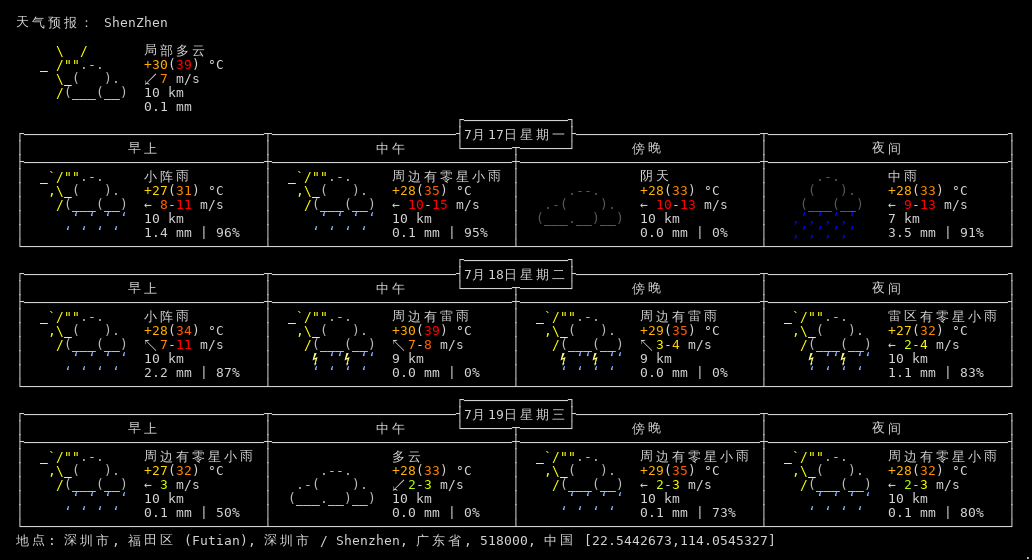 天气预报： ShenZhen
局部多云
+30(39) °C
↙ 7 m/s
10 km
0.1 mm
7月17日星期一
早上 中午 傍晚 夜间
小阵雨 周边有零星小雨 阴天 中雨
+27(31) °C +28(35) °C +28(33) °C +28(33) °C
← 8-11 m/s ← 10-15 m/s ← 10-13 m/s ← 9-13 m/s
10 km 10 km 10 km 7 km
1.4 mm | 96% 0.1 mm | 95% 0.0 mm | 0% 3.5 mm | 91%
7月18日星期二
早上 中午 傍晚 夜间
小阵雨 周边有雷雨 周边有雷雨 雷区有零星小雨
+28(34) °C +30(39) °C +29(35) °C +27(32) °C
↖ 7-11 m/s ↖ 7-8 m/s ↖ 3-4 m/s ← 2-4 m/s
10 km 9 km 9 km 10 km
2.2 mm | 87% 0.0 mm | 0% 0.0 mm | 0% 1.1 mm | 83%
7月19日星期三
早上 中午 傍晚 夜间
周边有零星小雨 多云 周边有零星小雨 周边有零星小雨
+27(32) °C +28(33) °C +29(35) °C +28(32) °C
← 3 m/s ↙ 2-3 m/s ← 2-3 m/s ← 2-3 m/s
10 km 10 km 10 km 10 km
0.1 mm | 50% 0.0 mm | 0% 0.1 mm | 73% 0.1 mm | 80%
地点: 深圳市, 福田区 (Futian), 深圳市 / Shenzhen, 广东省, 518000, 中国 [22.5442673,114.0545327]